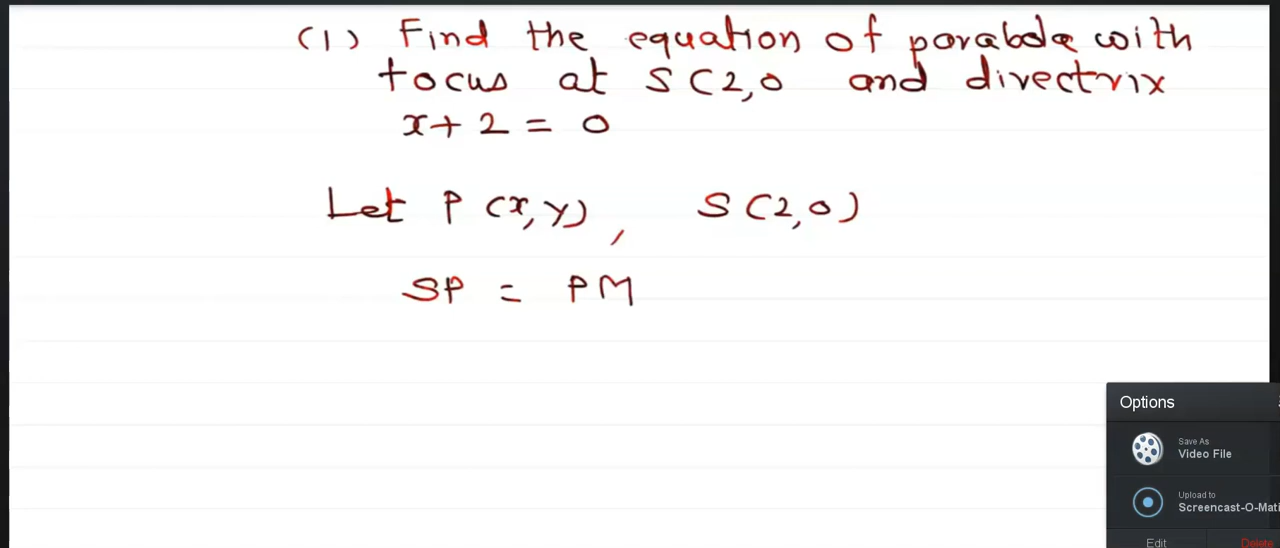 (1) Find the equation of parabola with
focus at S(2,0 and directrix
x+2=0
Let P(x,y), S(2,0)
SP = PM
Options
Save As
Video File
Upload to
Screencast-O-Mati
Edit Delete